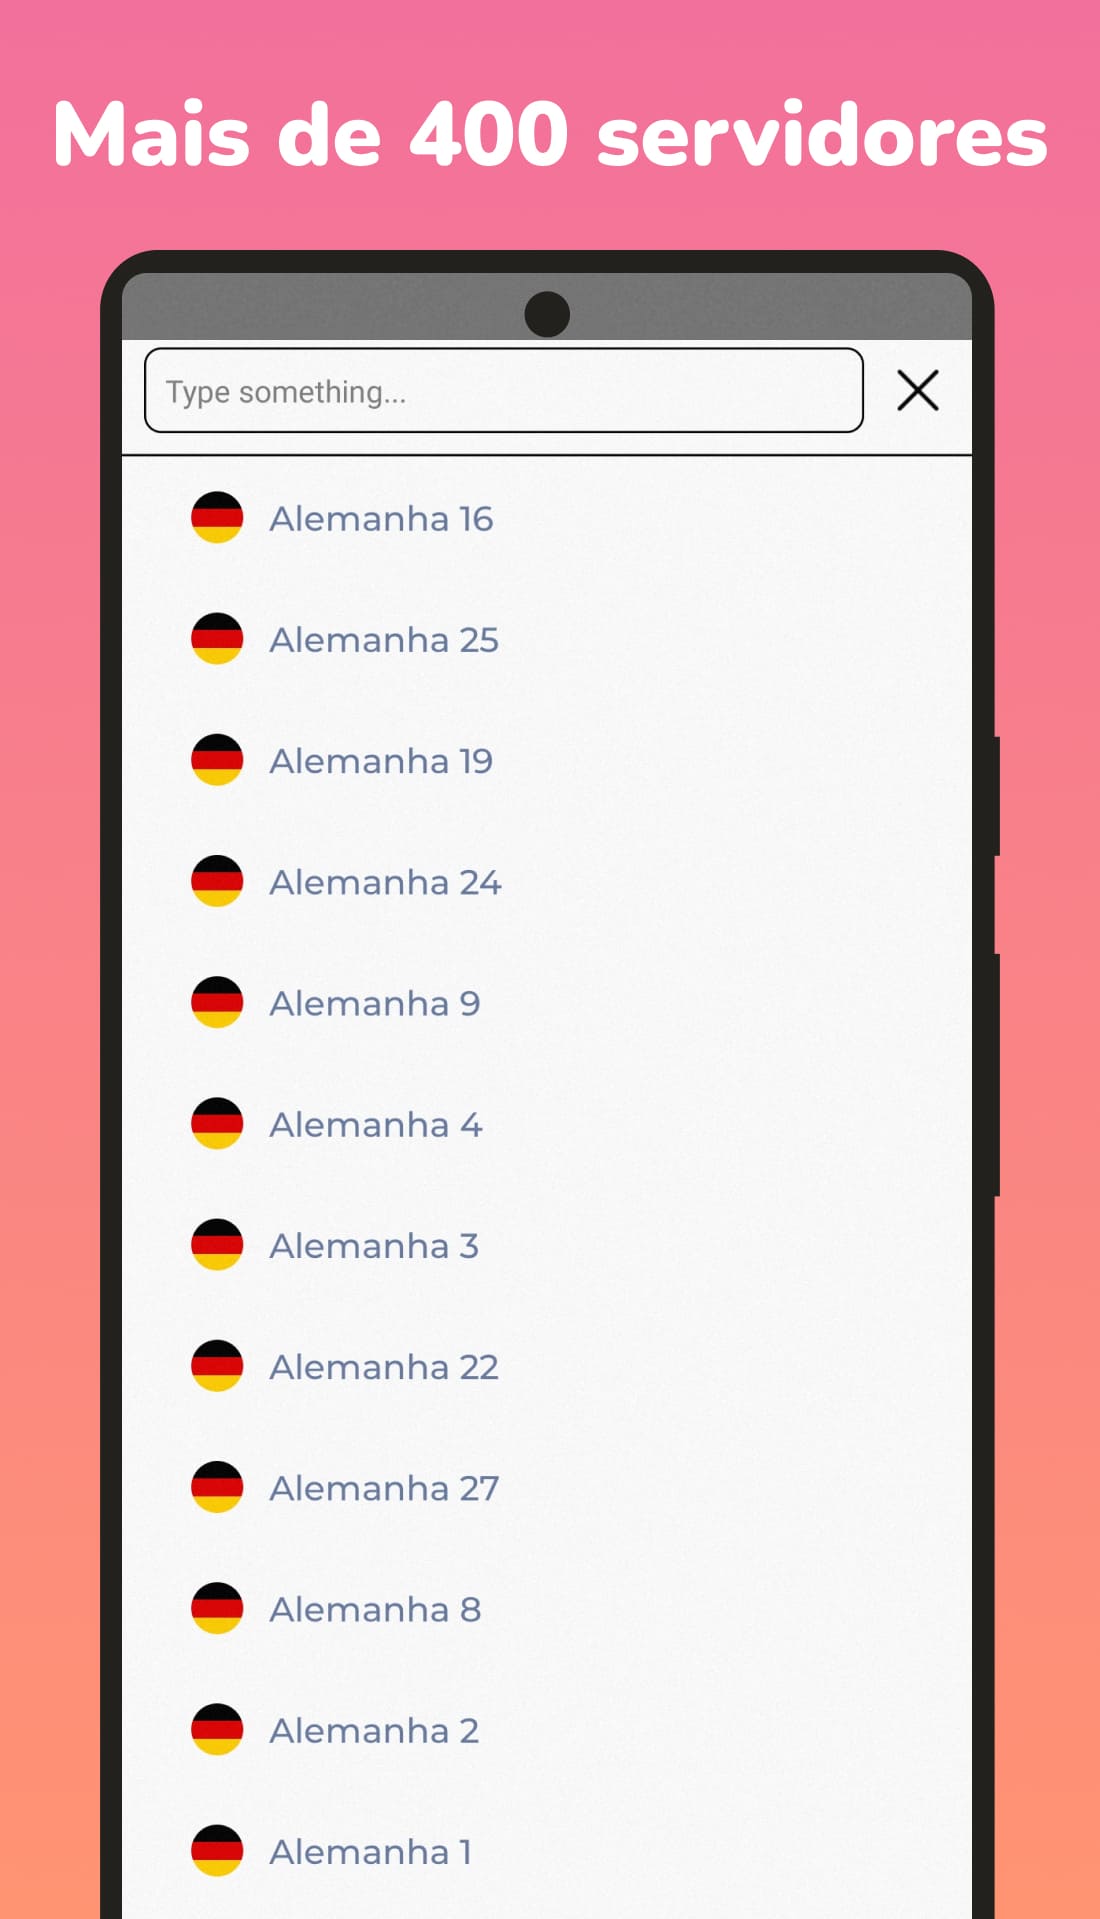 Mais de 400 servidores
Type something...
Alemanha 16
Alemanha 25
Alemanha 19
Alemanha 24
Alemanha 9
Alemanha 4
Alemanha 3
Alemanha 22
Alemanha 27
Alemanha 8
Alemanha 2
Alemanha 1